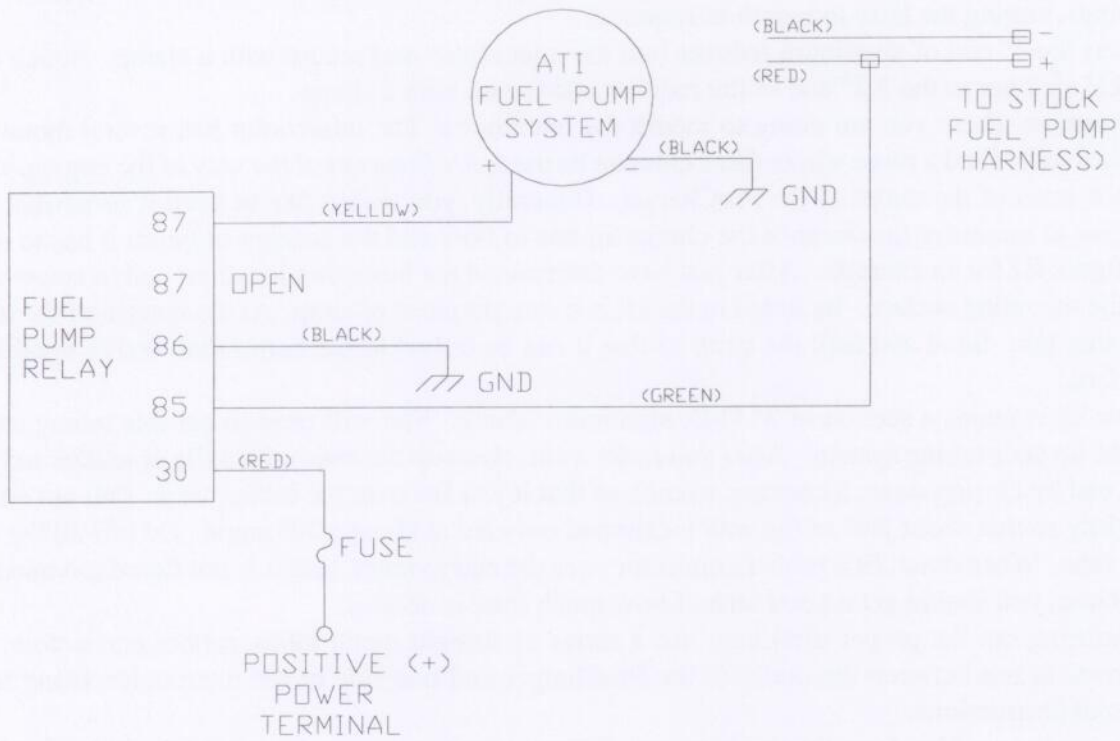 (BLACK)
-
+
(RED)
TO STOCK
FUEL PUMP
HARNESS)
ATI
FUEL PUMP
SYSTEM
+
-
(BLACK)
GND
(YELLOW)
FUEL
PUMP
RELAY
87
87
OPEN
86
(BLACK)
GND
85
(GREEN)
30
(RED)
FUSE
POSITIVE (+)
POWER
TERMINAL